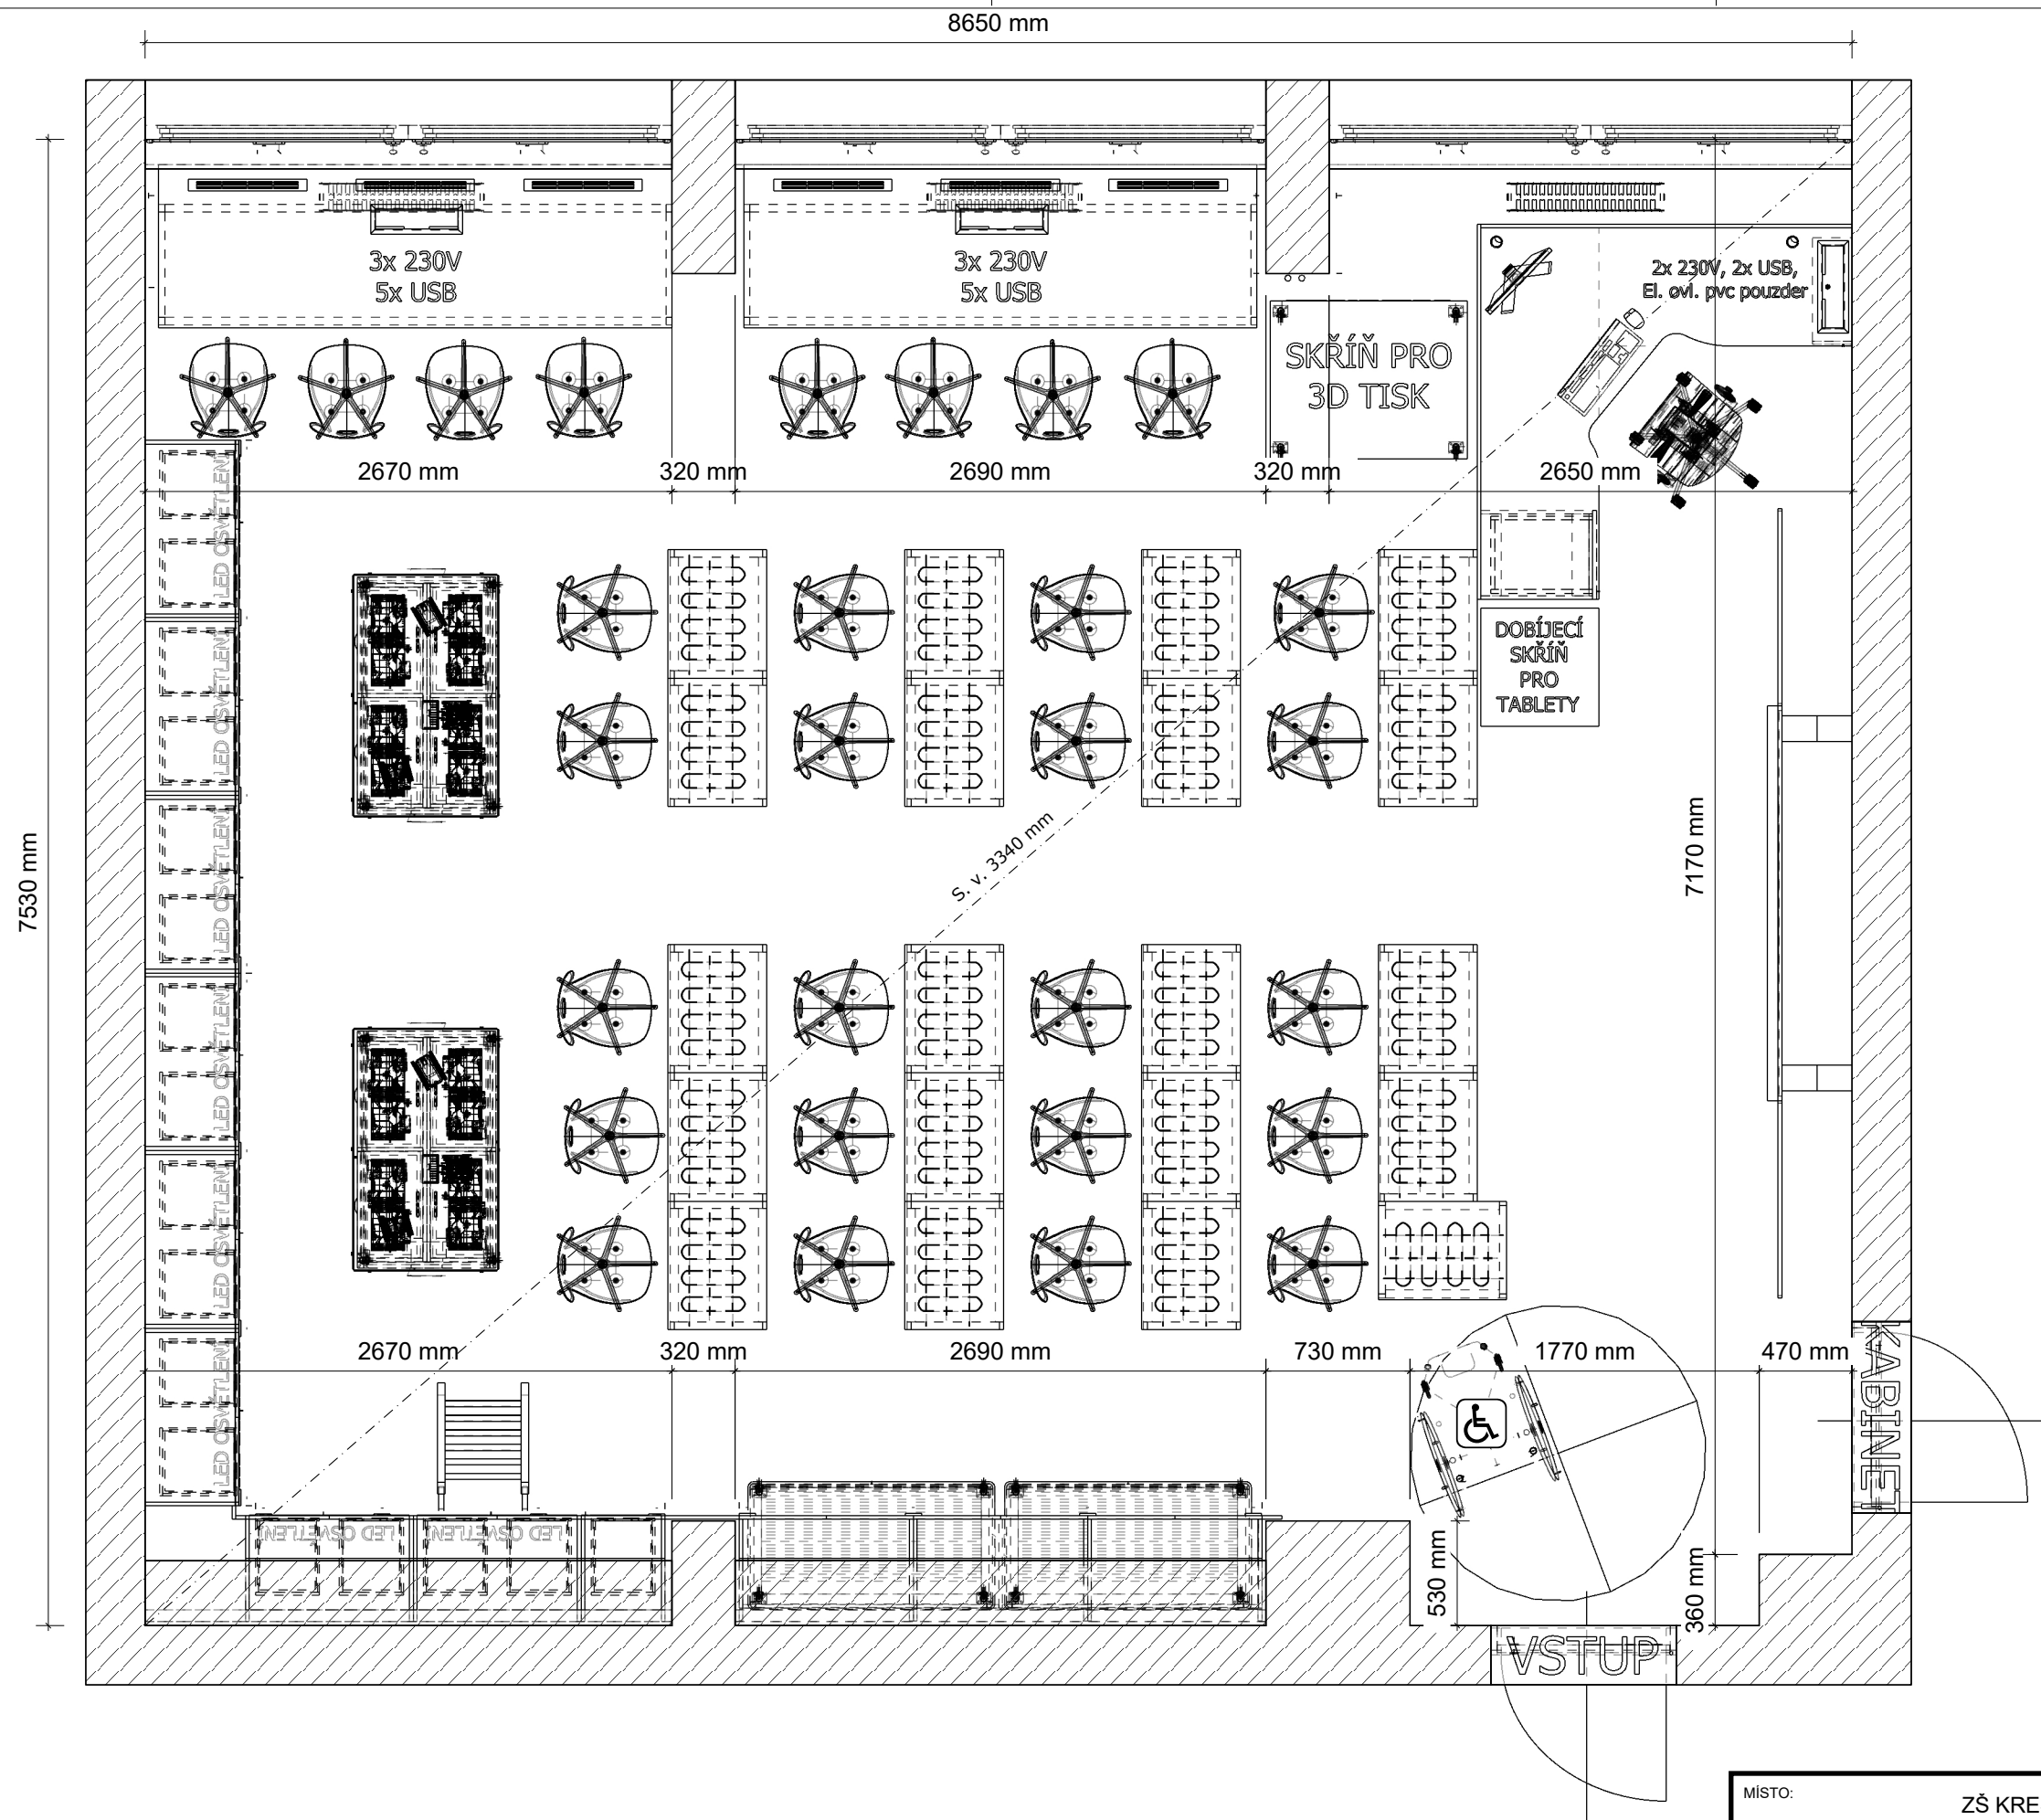 8650 mm
3x 230V
5x USB
3x 230V
5x USB
2x 230V, 2x USB,
El. ovl. pvc pouzder
SKŘÍŇ PRO
3D TISK
2670 mm
320 mm
2690 mm
320 mm
2650 mm
LED OSVĚTLENÍ
LED OSVĚTLENÍ
LED OSVĚTLENÍ
LED OSVĚTLENÍ
LED OSVĚTLENÍ
LED OSVĚTLENÍ
DOBÍJECÍ
SKŘÍŇ
PRO
TABLETY
7530 mm
S. v. 3340 mm
7170 mm
2670 mm
320 mm
2690 mm
730 mm
1770 mm
470 mm
KABINET
LED OSVĚTLENÍ
LED OSVĚTLENÍ
530 mm
360 mm
VSTUP
MÍSTO:
ZŠ KRE